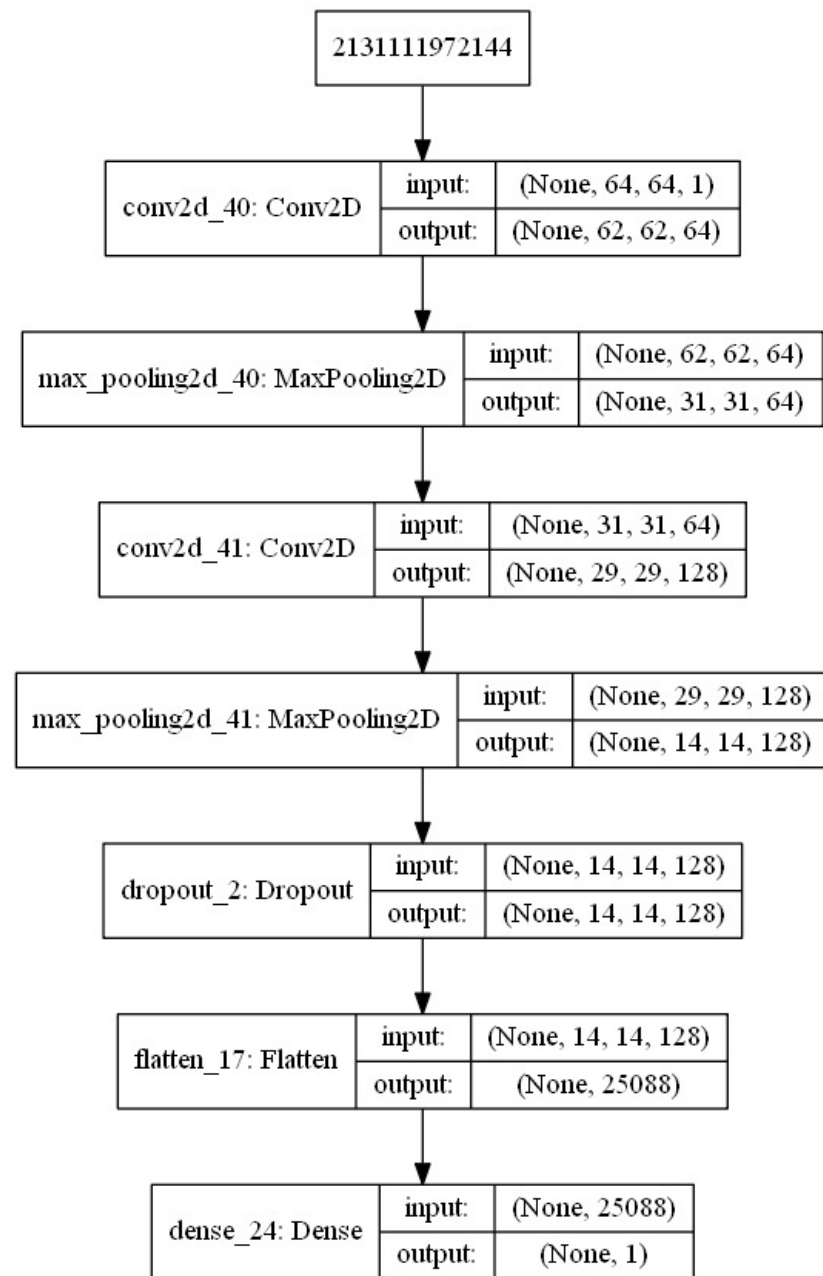 2131111972144
conv2d_40: Conv2D
input: (None, 64, 64, 1)
output: (None, 62, 62, 64)
max_pooling2d_40: MaxPooling2D
input: (None, 62, 62, 64)
output: (None, 31, 31, 64)
conv2d_41: Conv2D
input: (None, 31, 31, 64)
output: (None, 29, 29, 128)
max_pooling2d_41: MaxPooling2D
input: (None, 29, 29, 128)
output: (None, 14, 14, 128)
dropout_2: Dropout
input: (None, 14, 14, 128)
output: (None, 14, 14, 128)
flatten_17: Flatten
input: (None, 14, 14, 128)
output: (None, 25088)
dense_24: Dense
input: (None, 25088)
output: (None, 1)